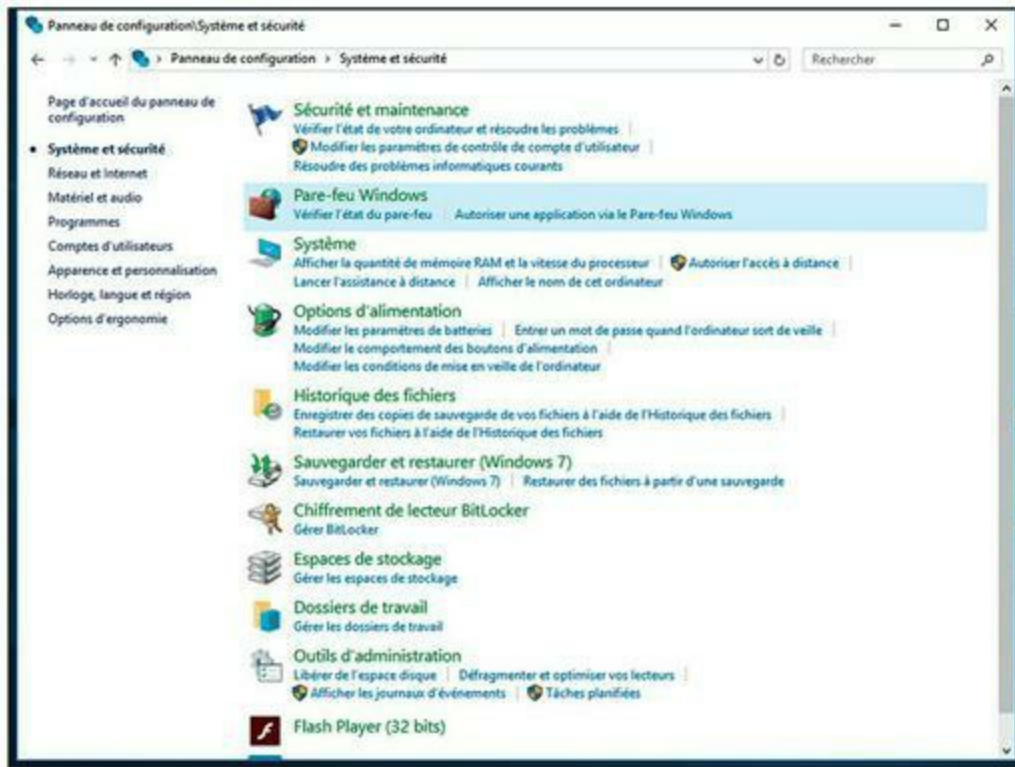 Panneau de configuration\Système et sécurité
Panneau de configuration > Système et sécurité
Rechercher
Page d'accueil du panneau de
configuration
Système et sécurité
Réseau et Internet
Matériel et audio
Programmes
Comptes d'utilisateurs
Apparence et personnalisation
Horloge, langue et région
Options d'ergonomie
Sécurité et maintenance
Vérifier l'état de votre ordinateur et résoudre les problèmes
Modifier les paramètres de contrôle de compte d'utilisateur
Résoudre des problèmes informatiques courants
Pare-feu Windows
Vérifier l'état du pare-feu | Autoriser une application via le Pare-feu Windows
Système
Afficher la quantité de mémoire RAM et la vitesse du processeur | Autoriser l'accès à distance
Lancer l'assistance à distance | Afficher le nom de cet ordinateur
Options d'alimentation
Modifier les paramètres de batteries | Entrer un mot de passe quand l'ordinateur sort de veille
Modifier le comportement des boutons d'alimentation
Modifier les conditions de mise en veille de l'ordinateur
Historique des fichiers
Enregistrer des copies de sauvegarde de vos fichiers à l'aide de l'Historique des fichiers
Restaurer vos fichiers à l'aide de l'Historique des fichiers
Sauvegarder et restaurer (Windows 7)
Sauvegarder et restaurer (Windows 7) | Restaurer des fichiers à partir d'une sauvegarde
Chiffrement de lecteur BitLocker
Gérer BitLocker
Espaces de stockage
Gérer les espaces de stockage
Dossiers de travail
Gérer les dossiers de travail
Outils d'administration
Libérer de l'espace disque | Défragmenter et optimiser vos lecteurs
Afficher les journaux d'événements | Tâches planifiées
Flash Player (32 bits)